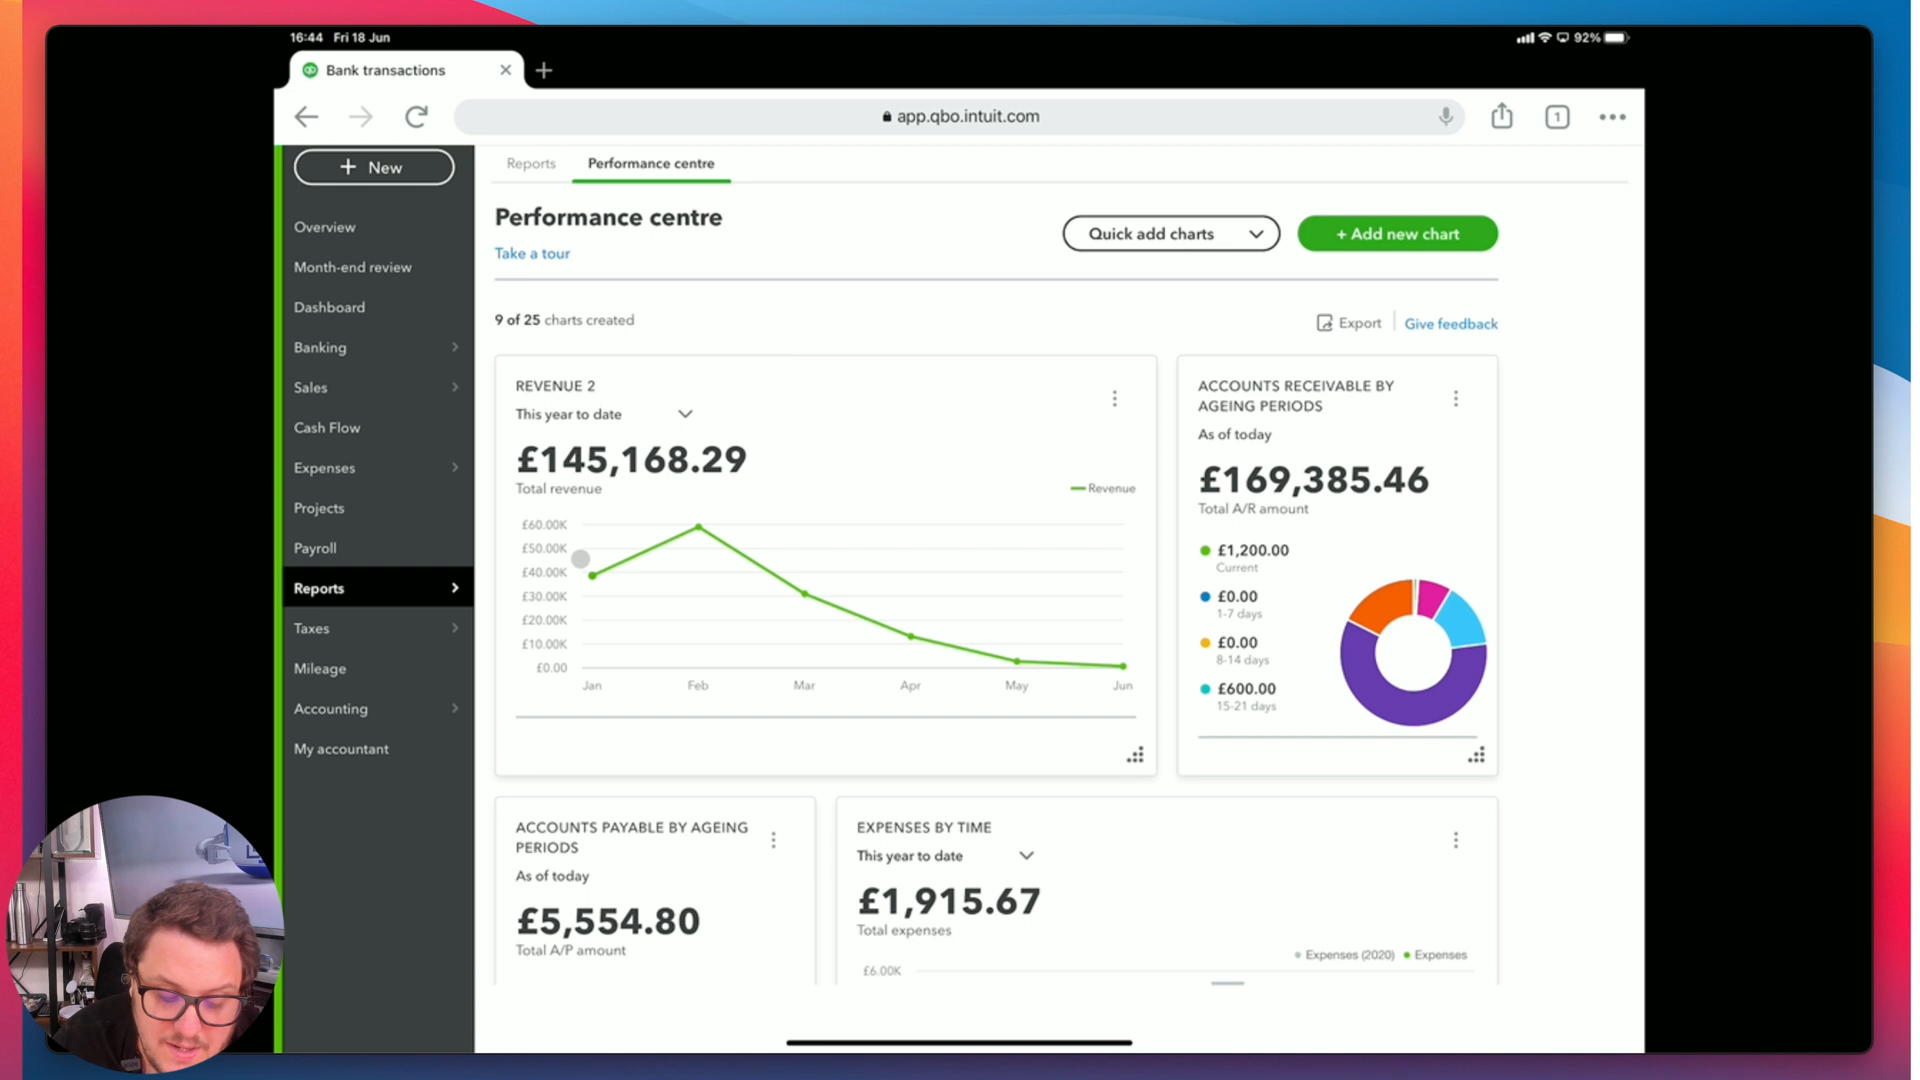 16:44 Fri 18 Jun
92%
Bank transactions
app.qbo.intuit.com
1
+ New
Overview
Month-end review
Dashboard
Banking
Sales
Cash Flow
Expenses
Projects
Payroll
Reports
Taxes
Mileage
Accounting
My accountant
Reports Performance centre
Performance centre
Take a tour
Quick add charts
+ Add new chart
9 of 25 charts created
Export
Give feedback
REVENUE 2
This year to date
£145,168.29
Total revenue
Revenue
£60.00K
£50.00K
£40.00K
£30.00K
£20.00K
£10.00K
£0.00
Jan Feb Mar Apr May Jun
ACCOUNTS RECEIVABLE BY
AGEING PERIODS
As of today
£169,385.46
Total A/R amount
£1,200.00
Current
£0.00
1-7 days
£0.00
8-14 days
£600.00
15-21 days
ACCOUNTS PAYABLE BY AGEING
PERIODS
As of today
£5,554.80
Total A/P amount
EXPENSES BY TIME
This year to date
£1,915.67
Total expenses
Expenses (2020) Expenses
£6.00K